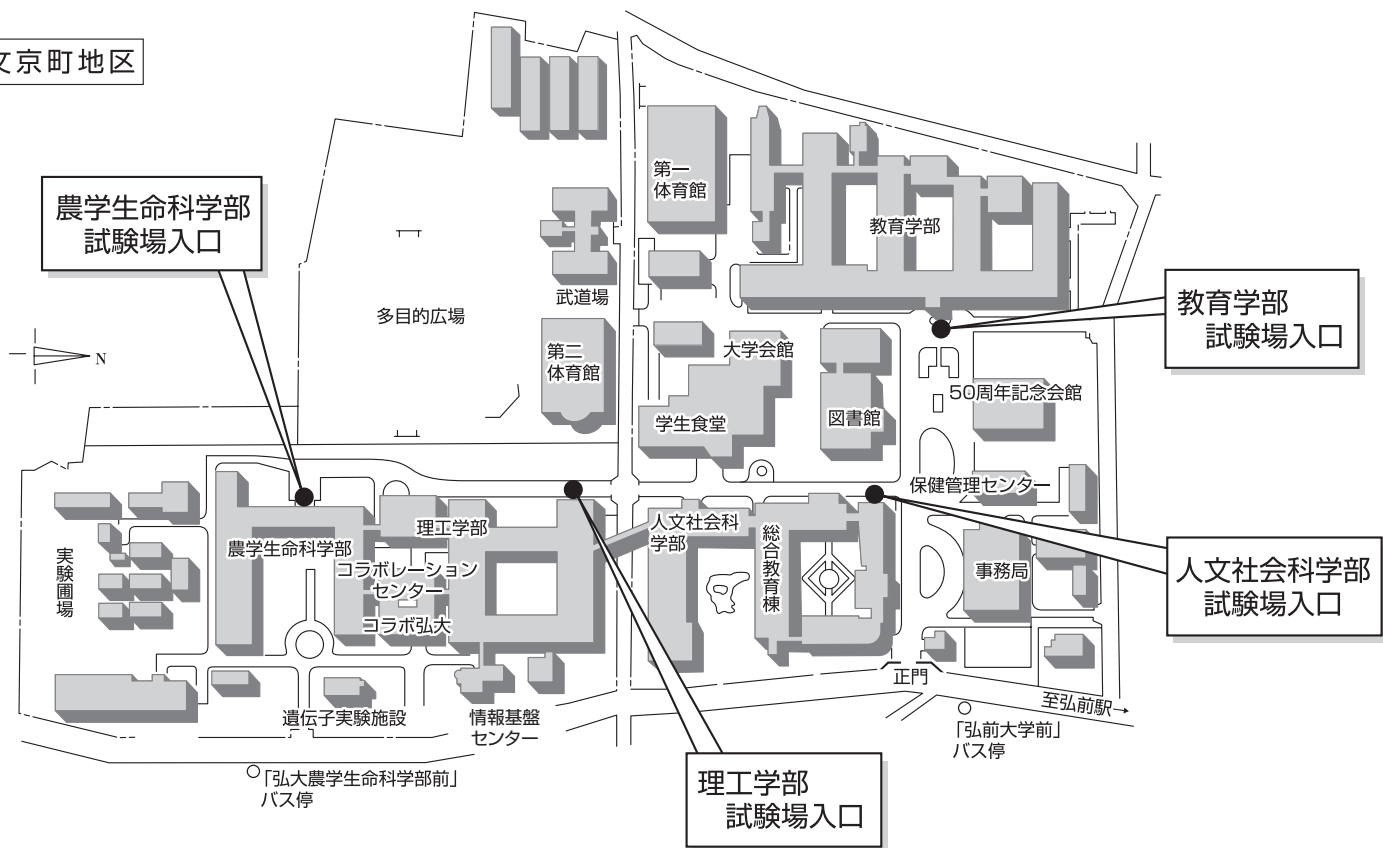 文京町地区
第一
体育館
教育学部
農学生命科学部
試験場入口
武道場
多目的広場
教育学部
試験場入口
N
第二
体育館
大学会館
50周年記念会館
学生食堂
図書館
保健管理センター
人文社会科
学部
理工学部
農学生命科学部
総合教育棟
実験圃場
コラボレーション
センター
コラボ弘大
事務局
人文社会科学部
試験場入口
正門
至弘前駅→
遺伝子実験施設
情報基盤
センター
「弘前大学前」
バス停
「弘大農学生命科学部前」
バス停
理工学部
試験場入口